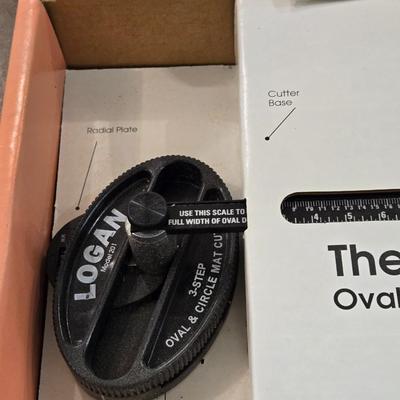 Cutter
Base
Radial Plate
USE THIS SCALE TO
FULL WIDTH OF OVAL
LOGAN
Model 201
3-STEP
OVAL & CIRCLE MAT
4 5 6
The
Oval